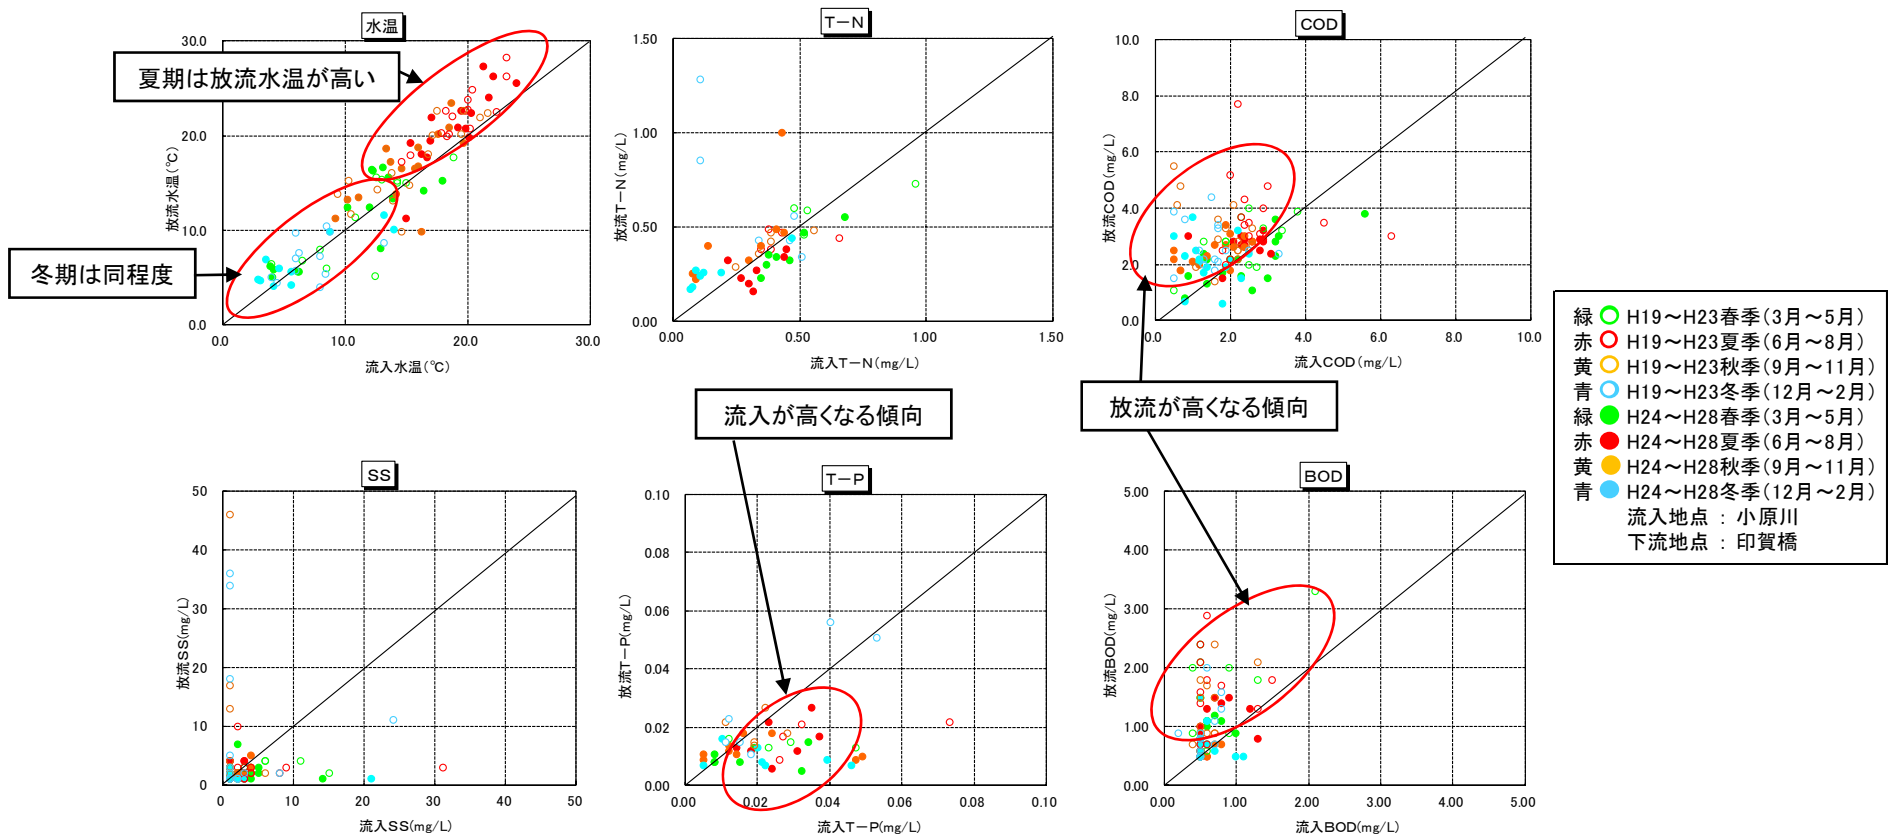 水温
30.0
20.0
10.0
0.0
0.0
10.0
20.0
30.0
放流水温(℃)
流入水温(℃)
夏期は放流水温が高い
冬期は同程度
T－N
1.50
1.00
0.50
0.00
0.00
0.50
1.00
1.50
放流T－N(mg/L)
流入T－N(mg/L)
COD
10.0
8.0
6.0
4.0
2.0
0.0
0.0
2.0
4.0
6.0
8.0
10.0
放流COD(mg/L)
流入COD(mg/L)
緑 H19～H23春季(3月～5月)
赤 H19～H23夏季(6月～8月)
黄 H19～H23秋季(9月～11月)
青 H19～H23冬季(12月～2月)
緑 H24～H28春季(3月～5月)
赤 H24～H28夏季(6月～8月)
黄 H24～H28秋季(9月～11月)
青 H24～H28冬季(12月～2月)
流入地点 ： 小原川
下流地点 ： 印賀橋
流入が高くなる傾向
放流が高くなる傾向
SS
50
40
30
20
10
0
0
10
20
30
40
50
放流SS(mg/L)
流入SS(mg/L)
T－P
0.10
0.08
0.06
0.04
0.02
0.00
0.00
0.02
0.04
0.06
0.08
0.10
放流T－P(mg/L)
流入T－P(mg/L)
BOD
5.00
4.00
3.00
2.00
1.00
0.00
0.00
1.00
2.00
3.00
4.00
5.00
放流BOD(mg/L)
流入BOD(mg/L)